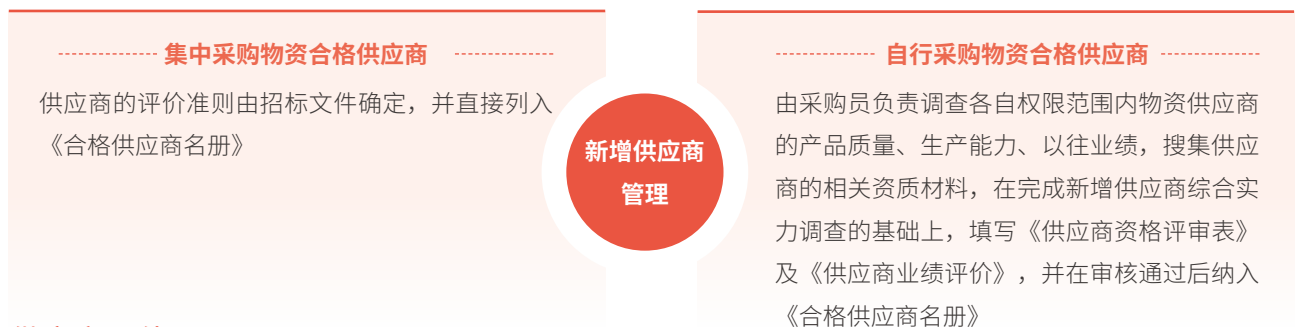 集中采购物资合格供应商
供应商的评价准则由招标文件确定，并直接列入
《合格供应商名册》
新增供应商
管理
自行采购物资合格供应商
由采购员负责调查各自权限范围内物资供应商
的产品质量、生产能力、以往业绩，搜集供应
商的相关资质材料，在完成新增供应商综合实
力调查的基础上，填写《供应商资格评审表》
及《供应商业绩评价》，并在审核通过后纳入
《合格供应商名册》